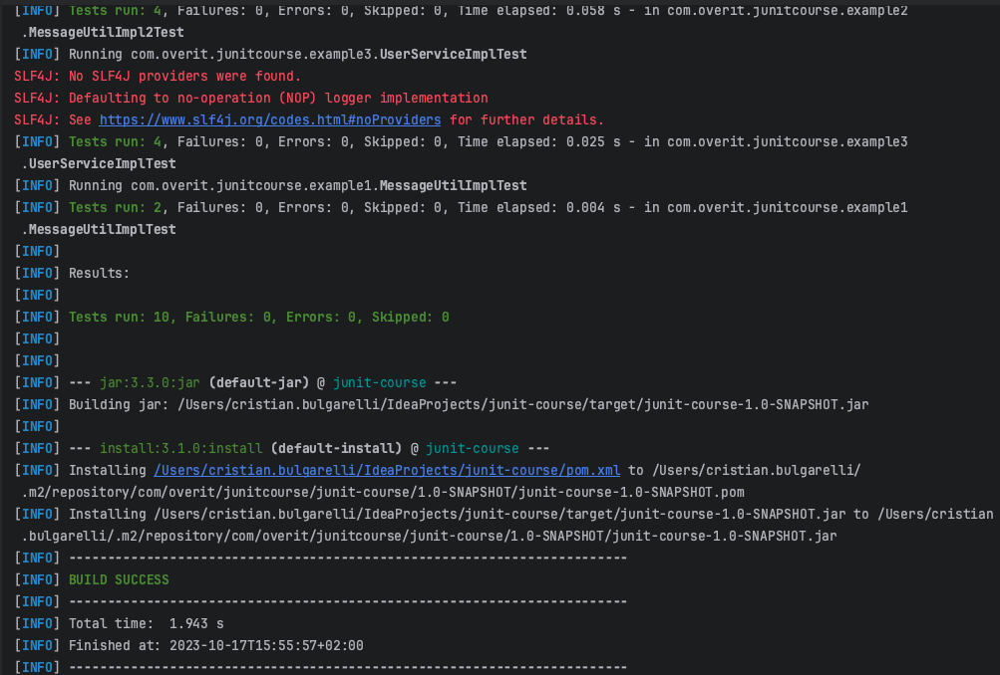 [INFO] Tests run: 4, Failures: 0, Errors: 0, Skipped: 0, Time elapsed: 0.058 s - in com.overit.junitcourse.example2
.MessageUtilImpl2Test
[INFO] Running com.overit.junitcourse.example3.UserServiceImplTest
SLF4J: No SLF4J providers were found.
SLF4J: Defaulting to no-operation (NOP) logger implementation
SLF4J: See https://www.slf4j.org/codes.html#noProviders for further details.
[INFO] Tests run: 4, Failures: 0, Errors: 0, Skipped: 0, Time elapsed: 0.025 s - in com.overit.junitcourse.example3
.UserServiceImplTest
[INFO] Running com.overit.junitcourse.example1.MessageUtilImplTest
[INFO] Tests run: 2, Failures: 0, Errors: 0, Skipped: 0, Time elapsed: 0.004 s - in com.overit.junitcourse.example1
.MessageUtilImplTest
[INFO]
[INFO] Results:
[INFO]
[INFO] Tests run: 10, Failures: 0, Errors: 0, Skipped: 0
[INFO]
[INFO]
[INFO] --- jar:3.3.0:jar (default-jar) @ junit-course ---
[INFO] Building jar: /Users/cristian.bulgarelli/IdeaProjects/junit-course/target/junit-course-1.0-SNAPSHOT.jar
[INFO]
[INFO] --- install:3.1.0:install (default-install) @ junit-course ---
[INFO] Installing /Users/cristian.bulgarelli/IdeaProjects/junit-course/pom.xml to /Users/cristian.bulgarelli/
.m2/repository/com/overit/junitcourse/junit-course/1.0-SNAPSHOT/junit-course-1.0-SNAPSHOT.pom
[INFO] Installing /Users/cristian.bulgarelli/IdeaProjects/junit-course/target/junit-course-1.0-SNAPSHOT.jar to /Users/cristian
.bulgarelli/.m2/repository/com/overit/junitcourse/junit-course/1.0-SNAPSHOT/junit-course-1.0-SNAPSHOT.jar
[INFO] ------------------------------------------------------------------------
[INFO] BUILD SUCCESS
[INFO] ------------------------------------------------------------------------
[INFO] Total time:  1.943 s
[INFO] Finished at: 2023-10-17T15:55:57+02:00
[INFO] ------------------------------------------------------------------------